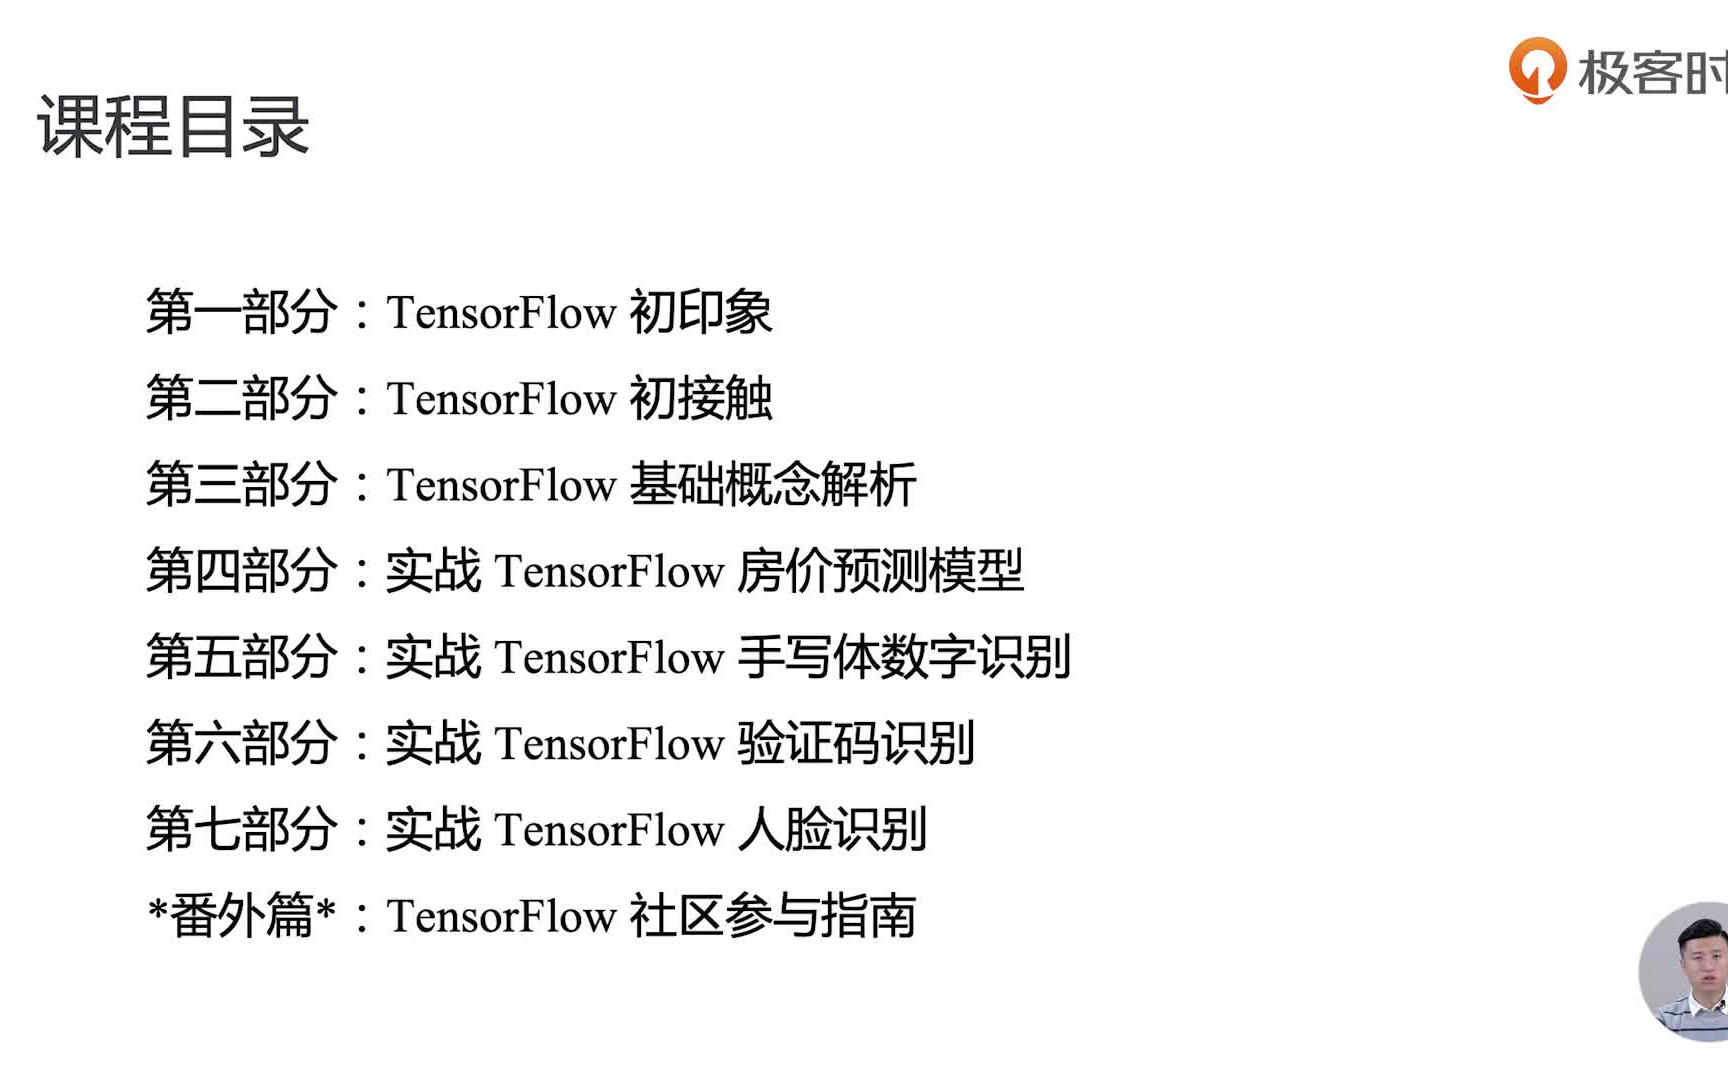 极客时
课程目录
第一部分：TensorFlow 初印象
第二部分：TensorFlow 初接触
第三部分：TensorFlow 基础概念解析
第四部分：实战 TensorFlow 房价预测模型
第五部分：实战 TensorFlow 手写体数字识别
第六部分：实战 TensorFlow 验证码识别
第七部分：实战 TensorFlow 人脸识别
*番外篇*：TensorFlow 社区参与指南